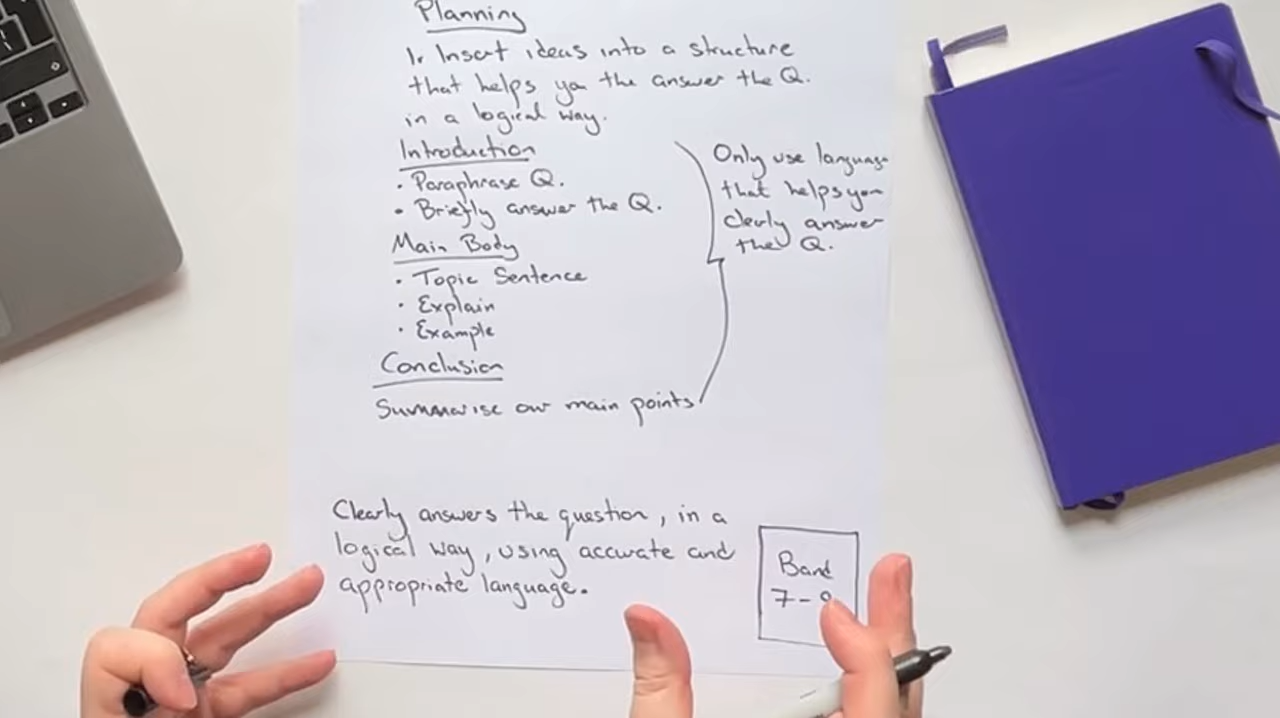 Planning
1. Insert ideas into a structure
that helps you the answer the Q.
in a logical way.
Introduction
• Paraphrase Q.
• Briefly answer the Q.
Main Body
• Topic Sentence
• Explain
• Example
Conclusion
Summarise our main points
Only use language
that helps you
clearly answer
the Q.
Clearly answers the question, in a
logical way, using accurate and
appropriate language.
Band
7-